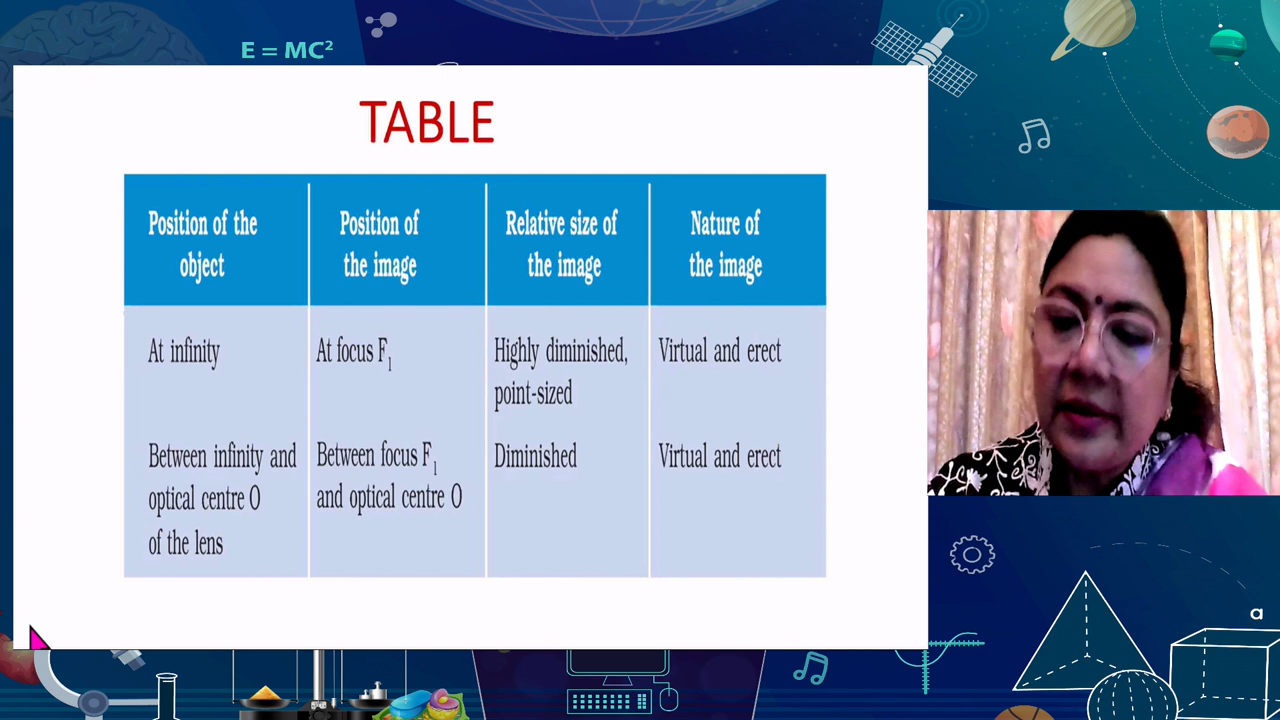 E = MC²
TABLE
Position of the
object
Position of
the image
Relative size of
the image
Nature of
the image
At infinity
At focus F₁
Highly diminished,
point-sized
Virtual and erect
Between infinity and
optical centre O
of the lens
Between focus F₁
and optical centre O
Diminished
Virtual and erect
a